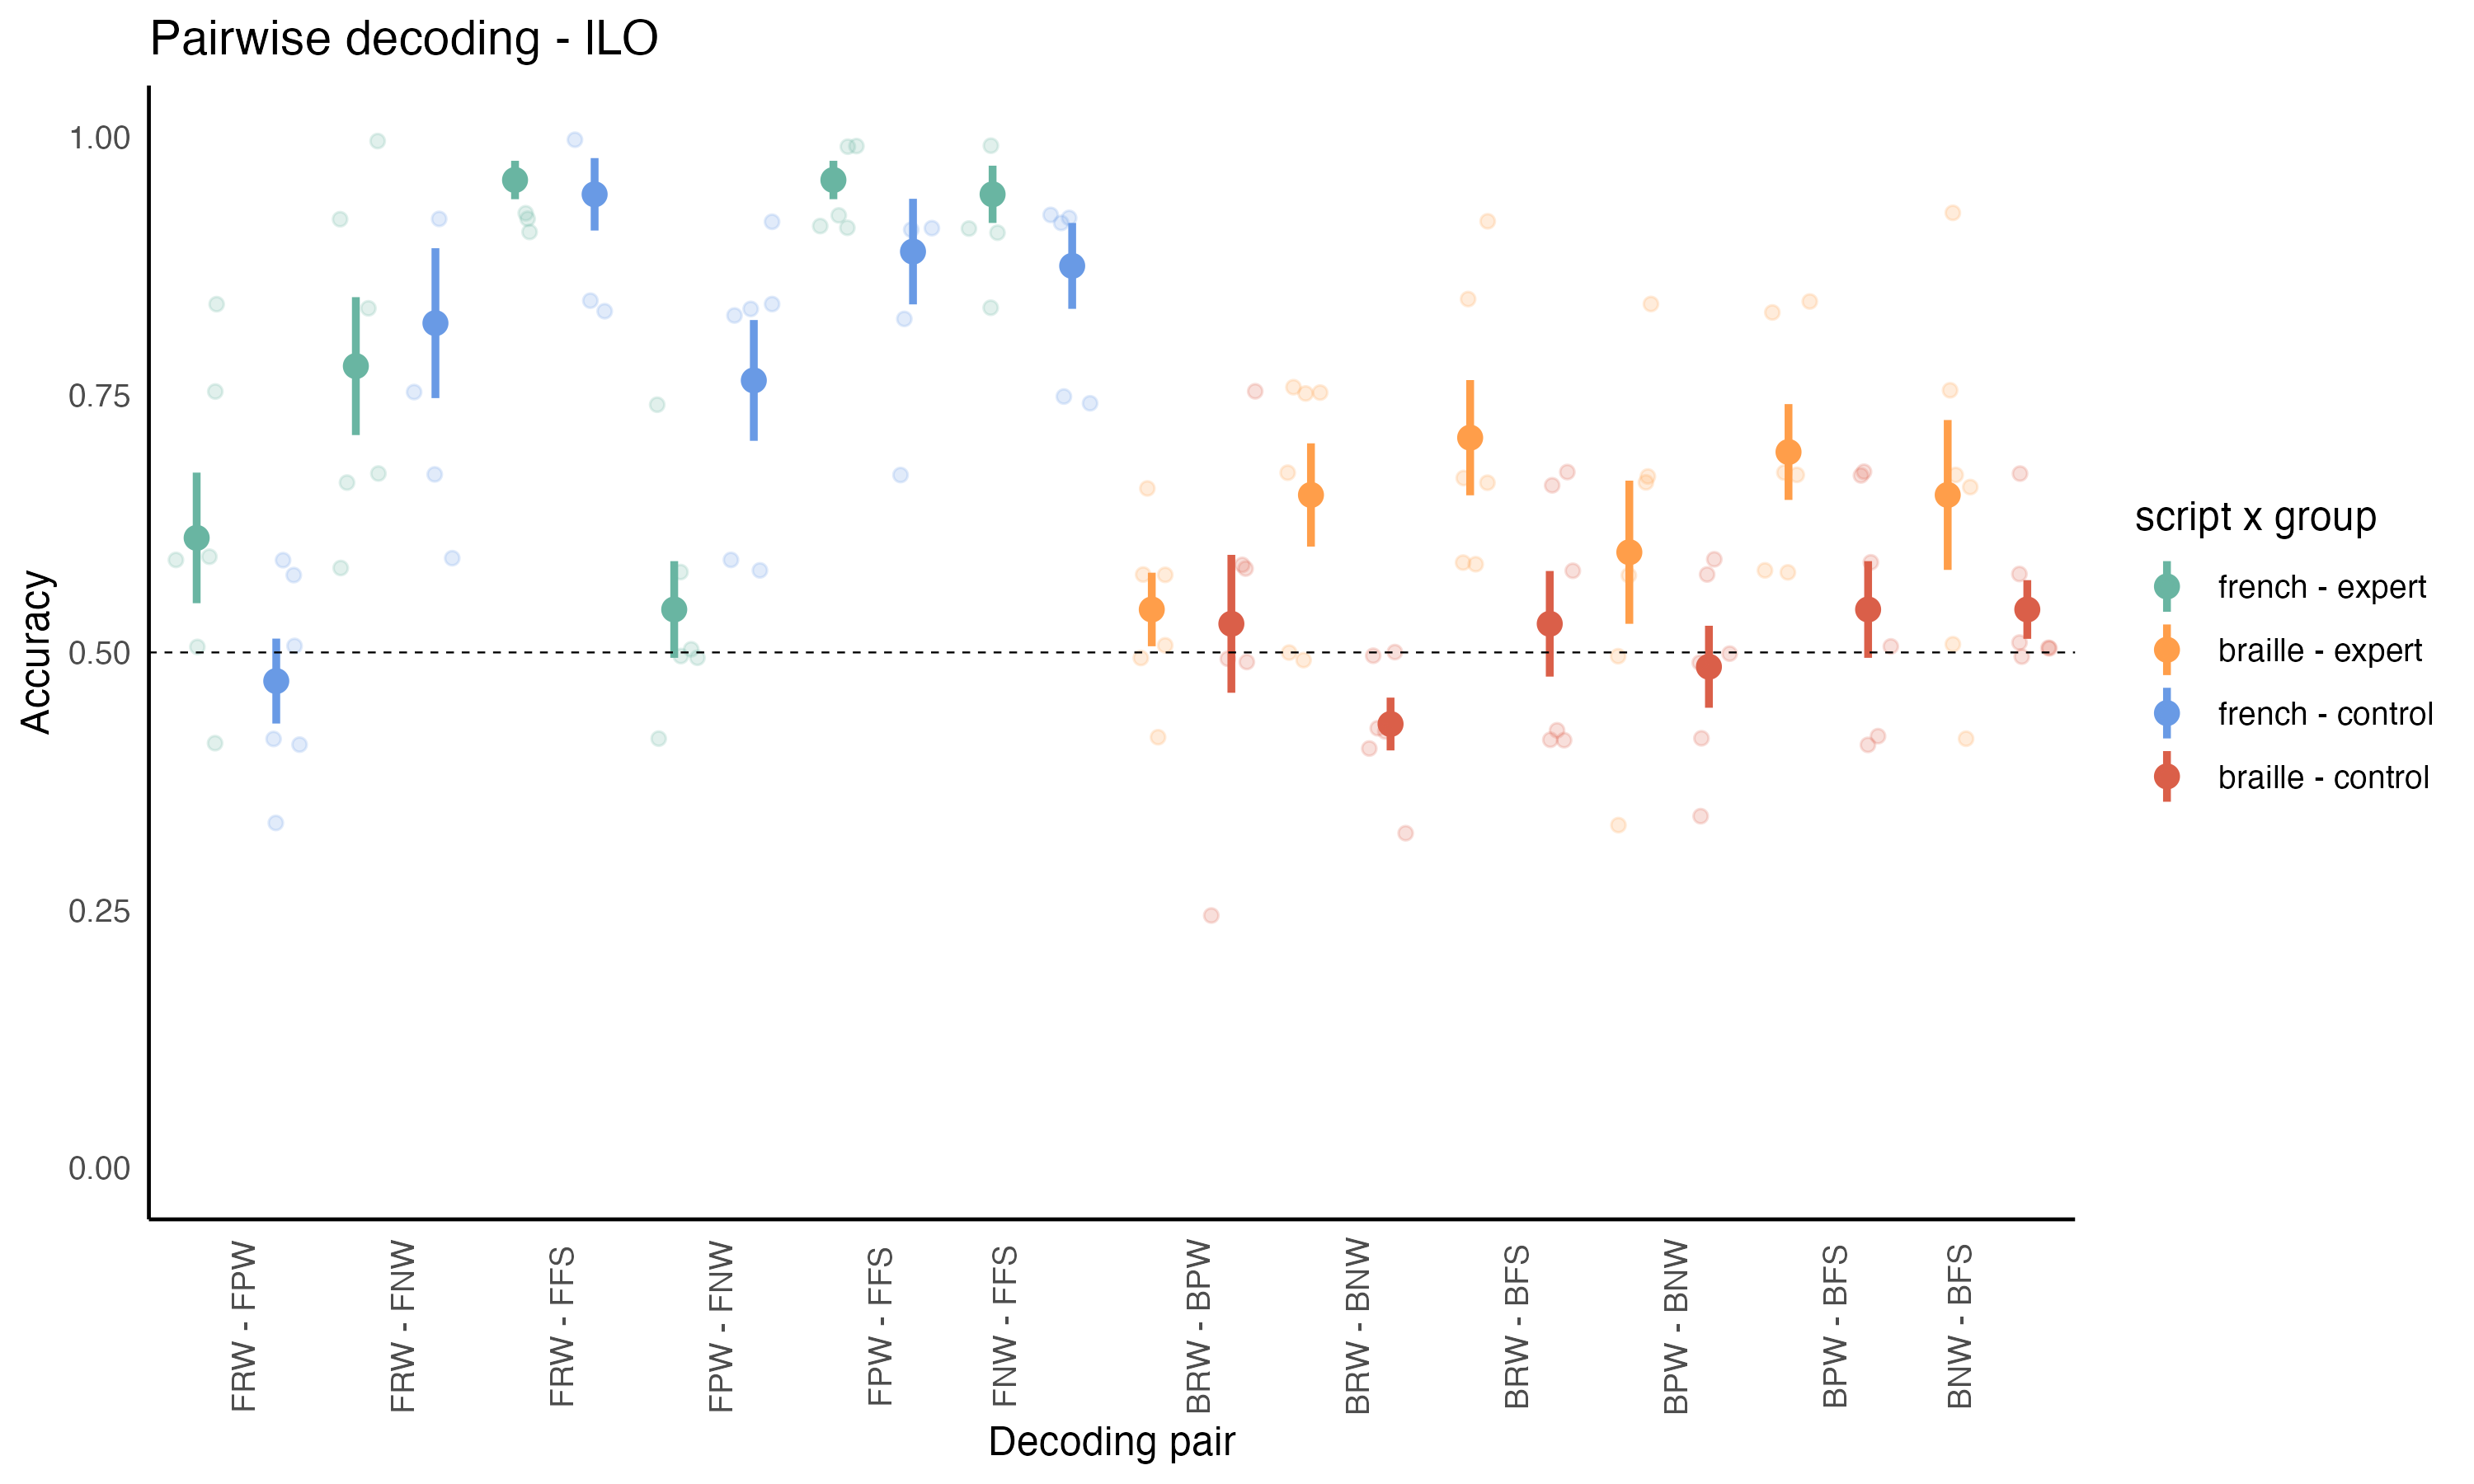 Pairwise decoding - ILO
Accuracy
1.00
0.75
0.50
0.25
0.00
FRW - FPW
FRW - FNW
FRW - FFS
FPW - FNW
FPW - FFS
FNW - FFS
BRW - BPW
BRW - BNW
BRW - BFS
BPW - BNW
BPW - BFS
BNW - BFS
Decoding pair
script x group
french - expert
braille - expert
french - control
braille - control